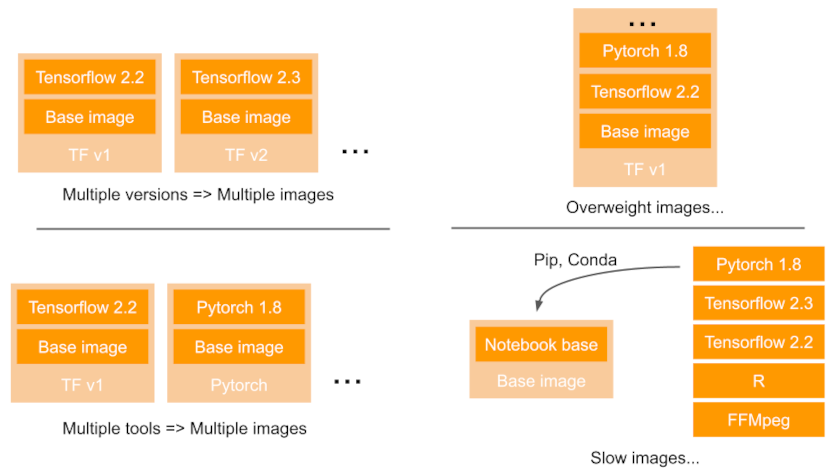 Tensorflow 2.2
Base image
TF v1
Tensorflow 2.3
Base image
TF v2
...
Multiple versions => Multiple images
...
Pytorch 1.8
Tensorflow 2.2
Base image
TF v1
Overweight images...
Tensorflow 2.2
Base image
TF v1
Pytorch 1.8
Base image
Pytorch
...
Multiple tools => Multiple images
Pip, Conda
Notebook base
Base image
Pytorch 1.8
Tensorflow 2.3
Tensorflow 2.2
R
FFMpeg
Slow images...